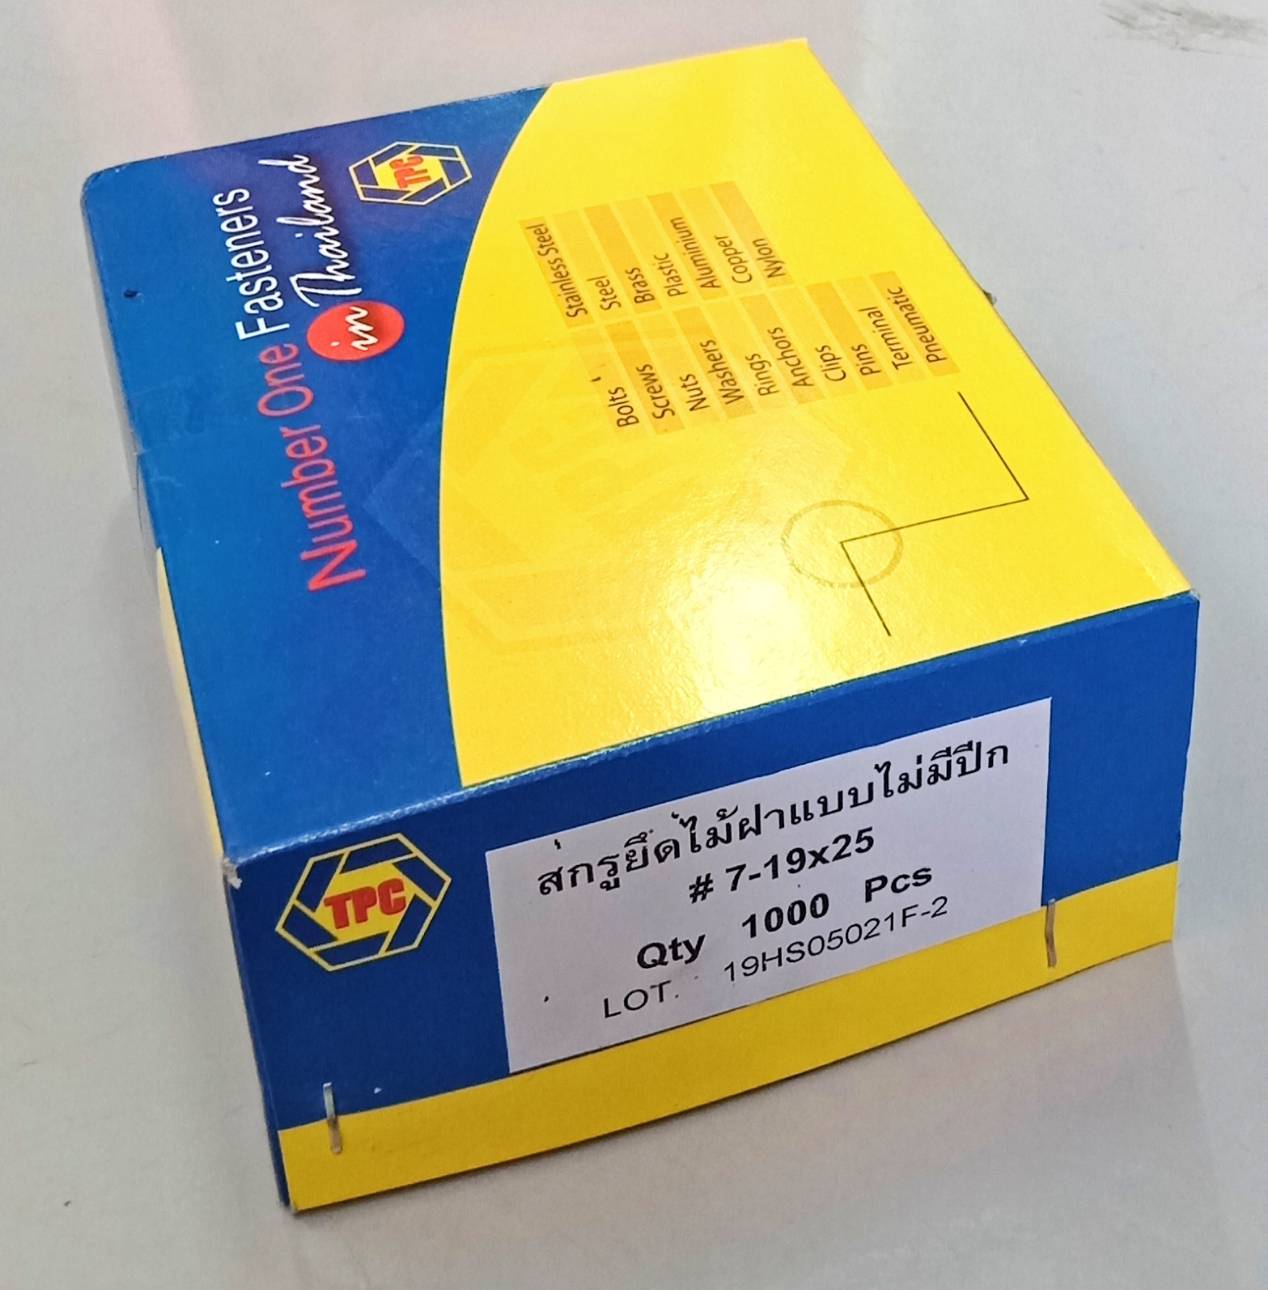 Number One Fasteners
in Thailand
TPC
Stainless Steel
Steel
Brass
Plastic
Aluminium
Copper
Nylon
Bolts
Screws
Nuts
Washers
Rings
Anchors
Clips
Pins
Terminal
Pneumatic
TPC
สกรูยึดไม้ฝาแบบไม่มีปีก
# 7-19x25
Qty 1000 Pcs
LOT. 19HS05021F-2